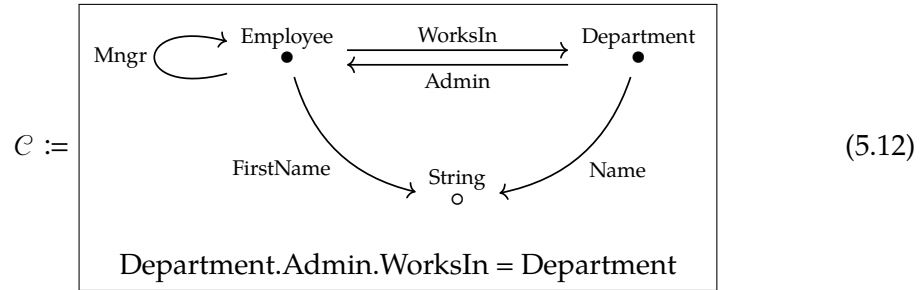 Employee WorksIn Department
Mngr
Admin
𝒞 := (5.12)
FirstName String Name
Department.Admin.WorksIn = Department